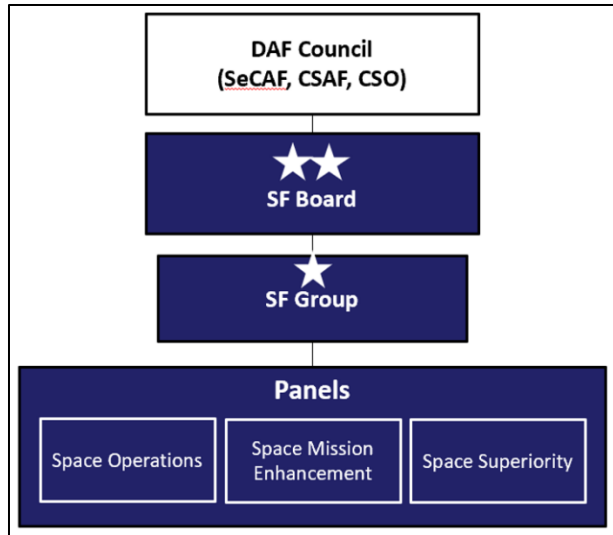 DAF Council
(SeCAF, CSAF, CSO)
SF Board
SF Group
Panels
Space Operations
Space Mission
Enhancement
Space Superiority